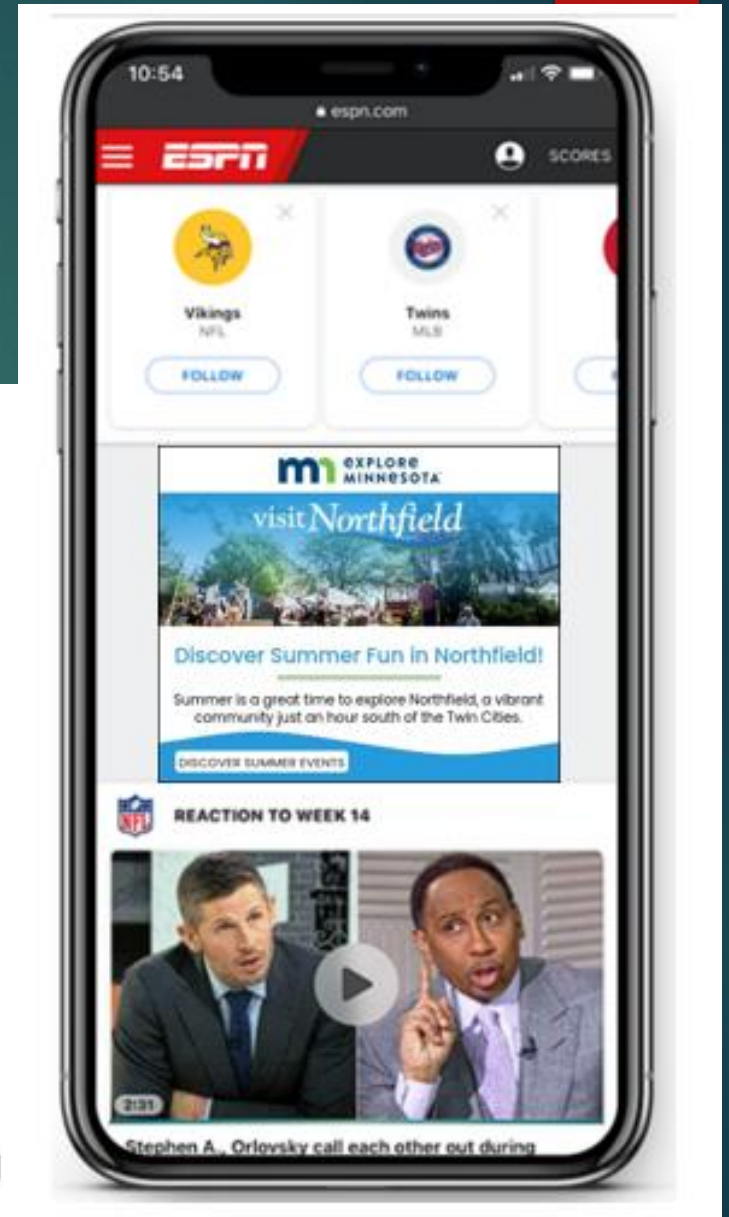 10:54
espn.com
ESPN
SCORES
Vikings
NFL
FOLLOW
Twins
MLB
FOLLOW
mn EXPLORE
MINNESOTA
visit Northfield
Discover Summer Fun in Northfield!
Summer is a great time to explore Northfield, a vibrant
community just an hour south of the Twin Cities.
DISCOVER SUMMER EVENTS
NFL
REACTION TO WEEK 14
2:31
Stephen A., Orlovsky call each other out during